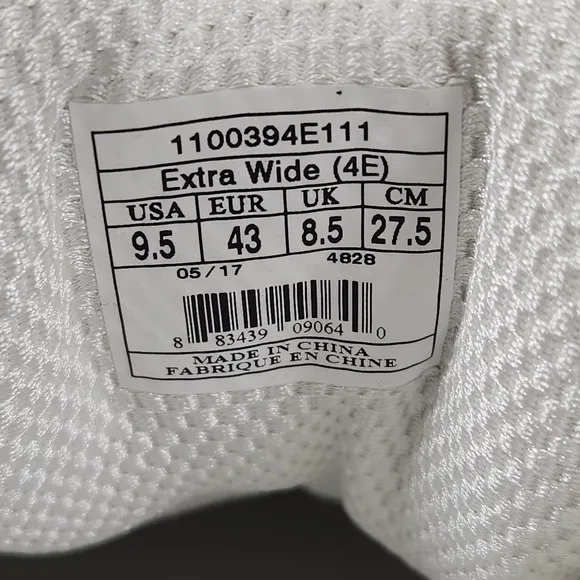 1100394E111
Extra Wide (4E)
USA EUR UK CM
9.5 43 8.5 27.5
05/17 4828
8 83439 09064 0
MADE IN CHINA
FABRIQUE EN CHINE